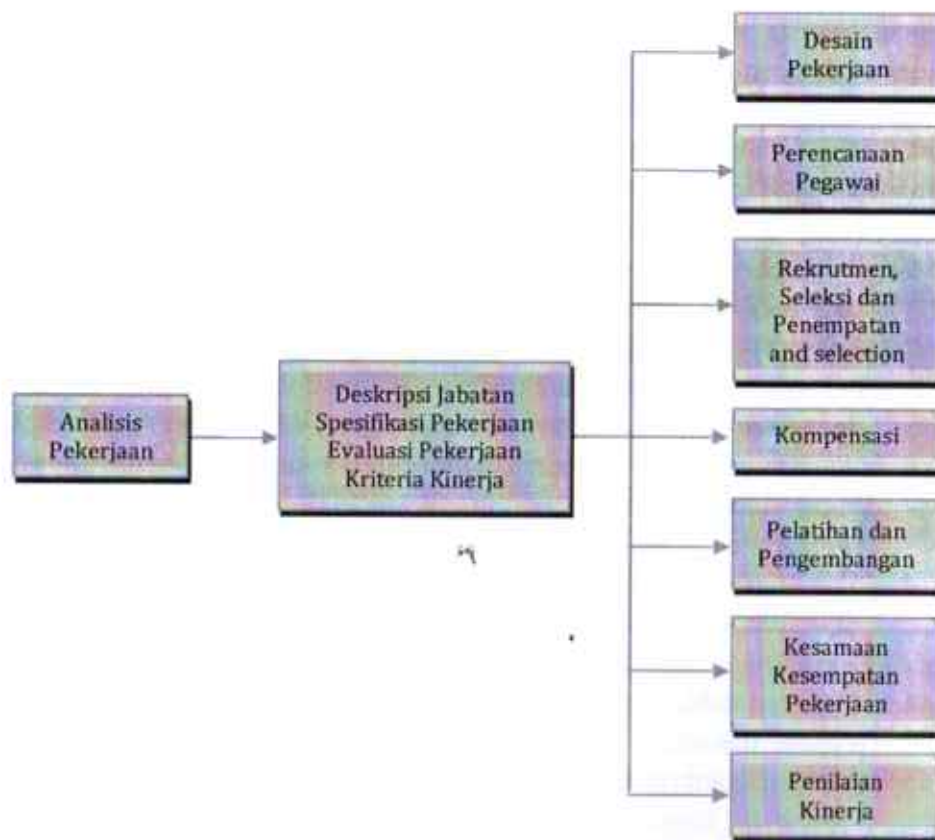 Analisis
Pekerjaan
Deskripsi Jabatan
Spesifikasi Pekerjaan
Evaluasi Pekerjaan
Kriteria Kinerja
Desain
Pekerjaan
Perencanaan
Pegawai
Rekrutmen,
Seleksi dan
Penempatan
and selection
Kompensasi
Pelatihan dan
Pengembangan
Kesamaan
Kesempatan
Pekerjaan
Penilaian
Kinerja